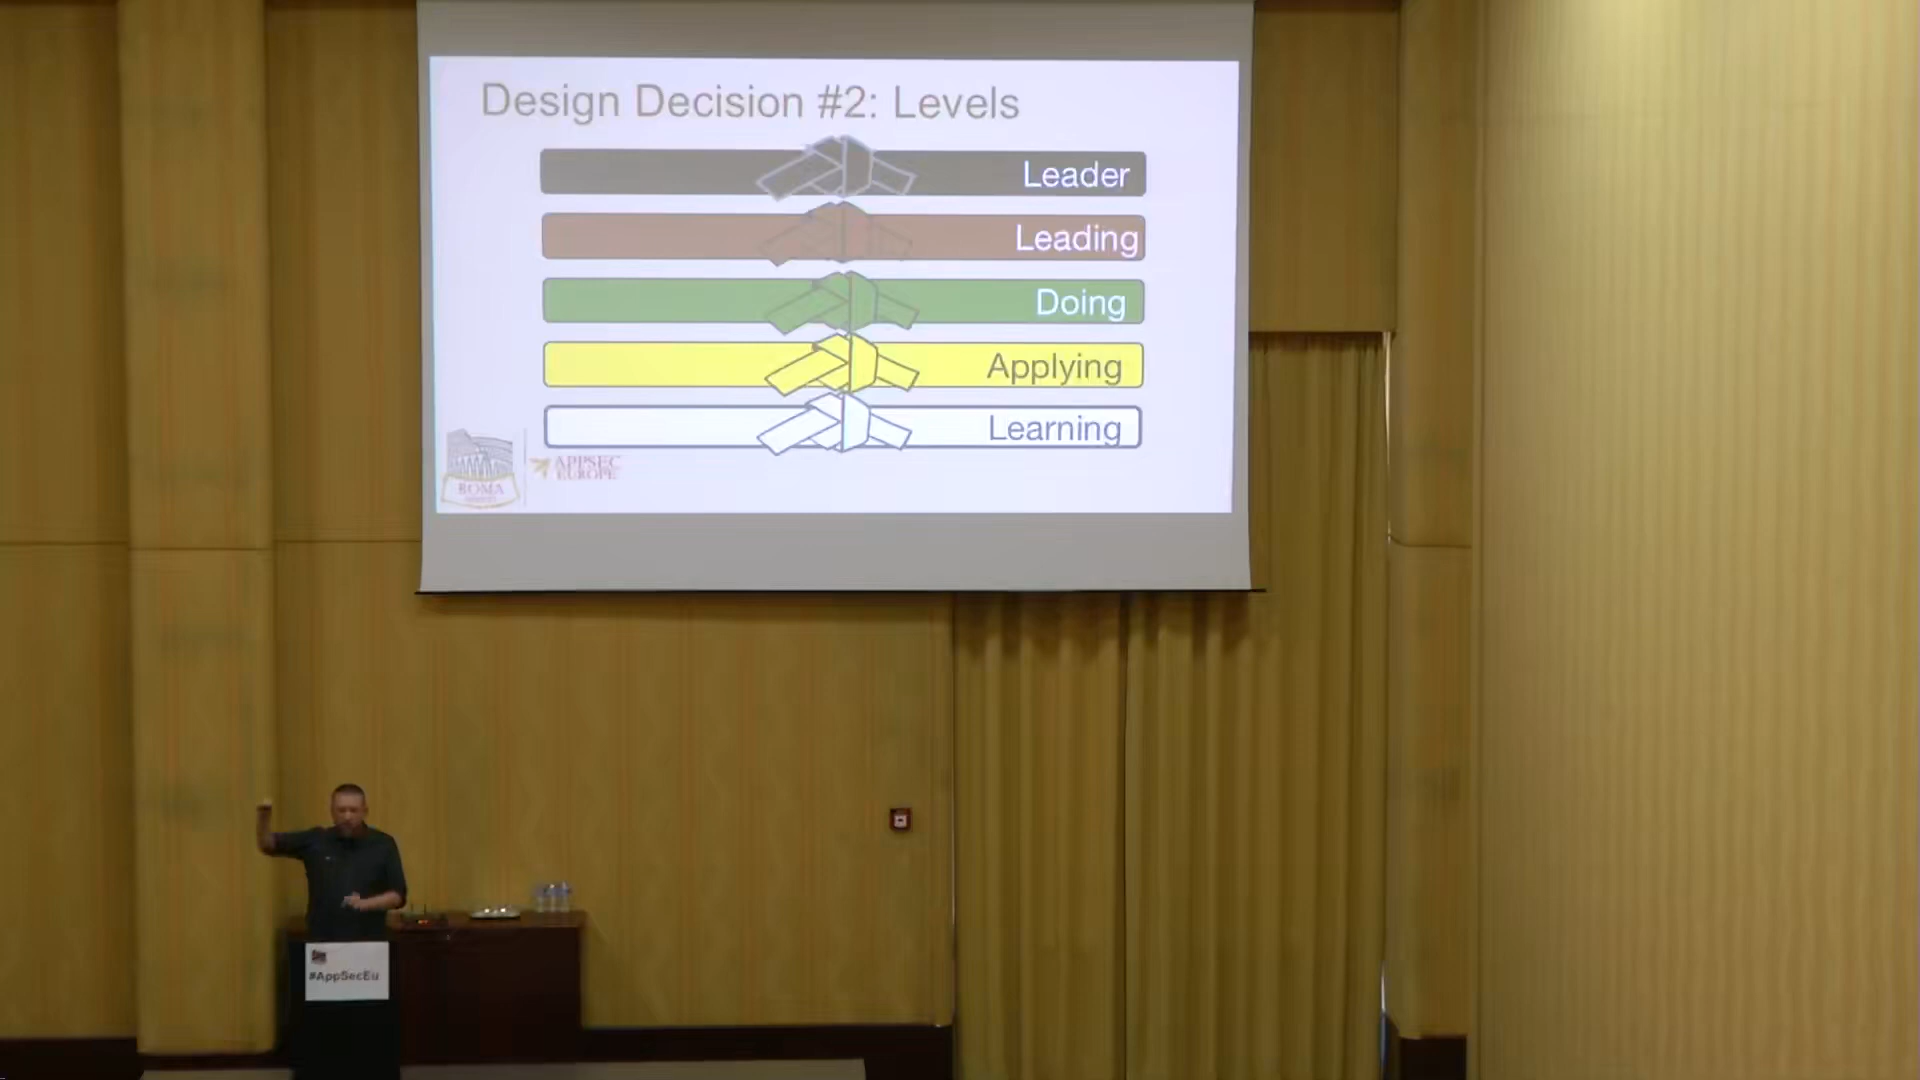 Design Decision #2: Levels
Leader
Leading
Doing
Applying
Learning
ROMA
APPSEC
EUROPE
#AppSecEu